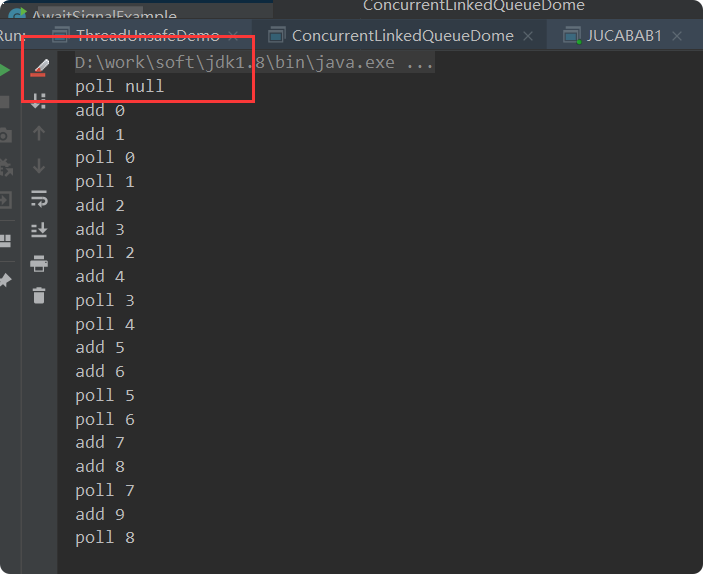 AwaitSignalExample
ConcurrentLinkedQueueDome
Run:
ThreadUnsafeDemo
ConcurrentLinkedQueueDome
JUCABAB1
D:\work\soft\jdk1.8\bin\java.exe ...
poll null
add 0
add 1
poll 0
poll 1
add 2
add 3
poll 2
add 4
poll 3
poll 4
add 5
add 6
poll 5
poll 6
add 7
add 8
poll 7
add 9
poll 8